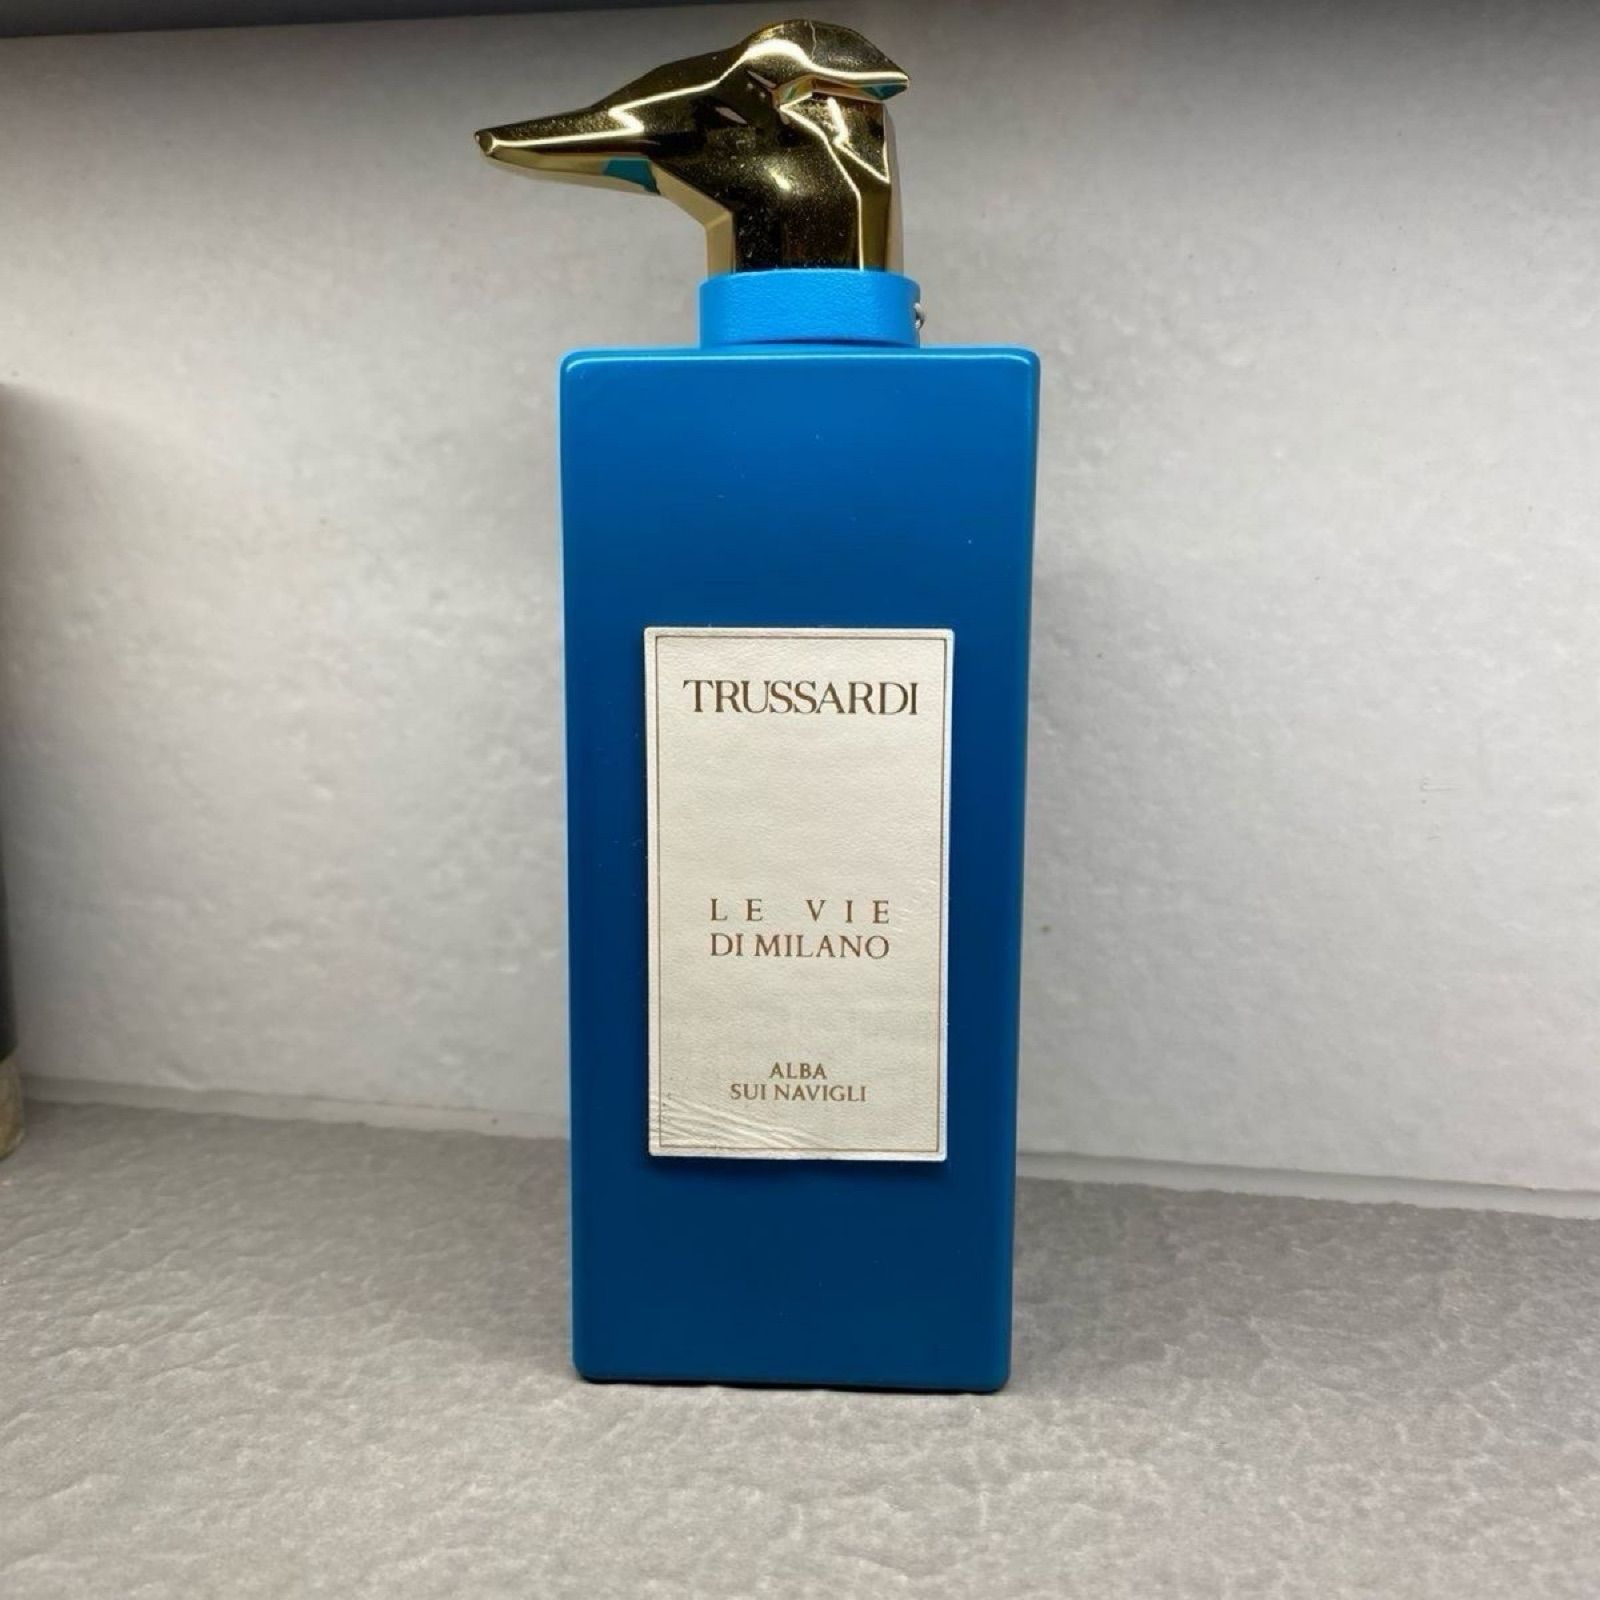 TRUSSARDI
LE VIE
DI MILANO
ALBA
SUI NAVIGLI